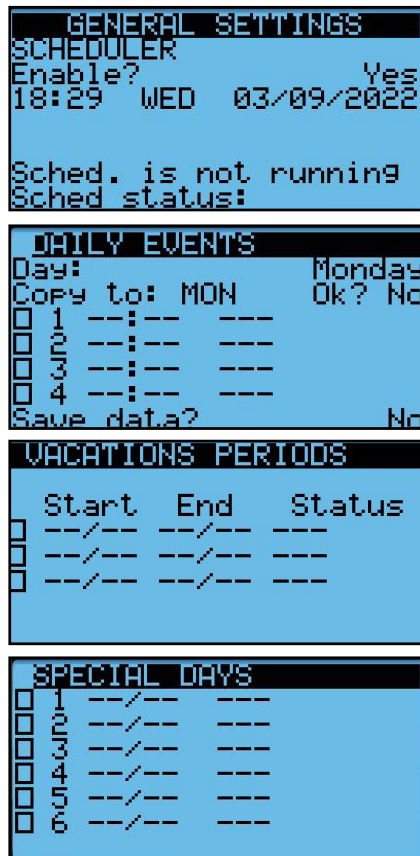 GENERAL SETTINGS
SCHEDULER
Enable? Yes
18:29 WED 03/09/2022
Sched. is not running
Sched status:
DAILY EVENTS
Day: Monday
Copy to: MON Ok? No
1 --:-- ---
2 --:-- ---
3 --:-- ---
4 --:-- ---
Save data? No
VACATIONS PERIODS
Start End Status
--/-- --/-- ---
--/-- --/-- ---
--/-- --/-- ---
SPECIAL DAYS
1 --/-- ---
2 --/-- ---
3 --/-- ---
4 --/-- ---
5 --/-- ---
6 --/-- ---